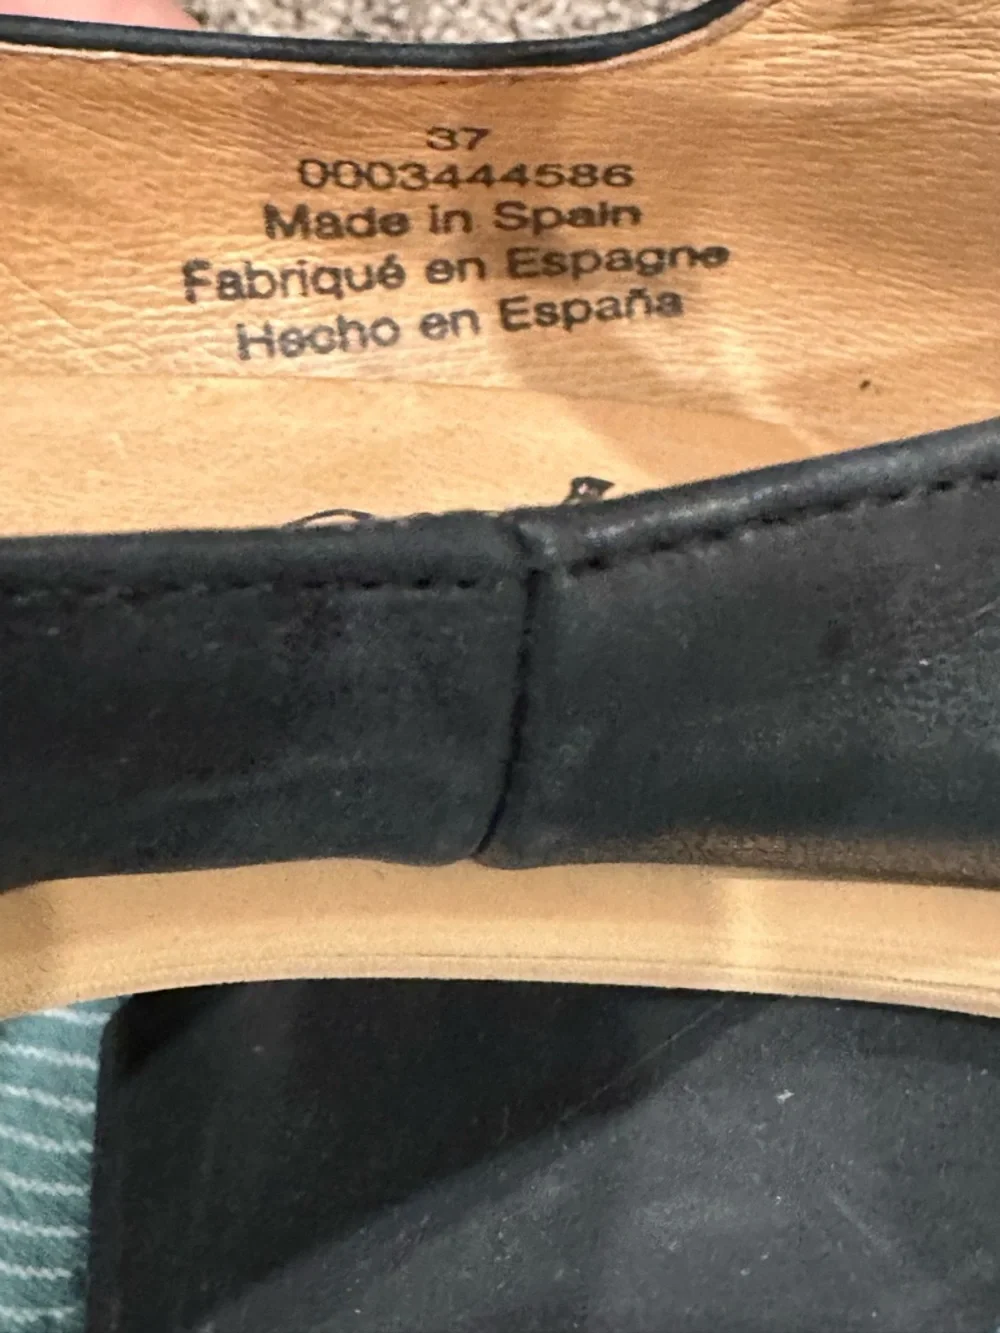 37
0003444586
Made in Spain
Fabriqué en Espagne
Hecho en España